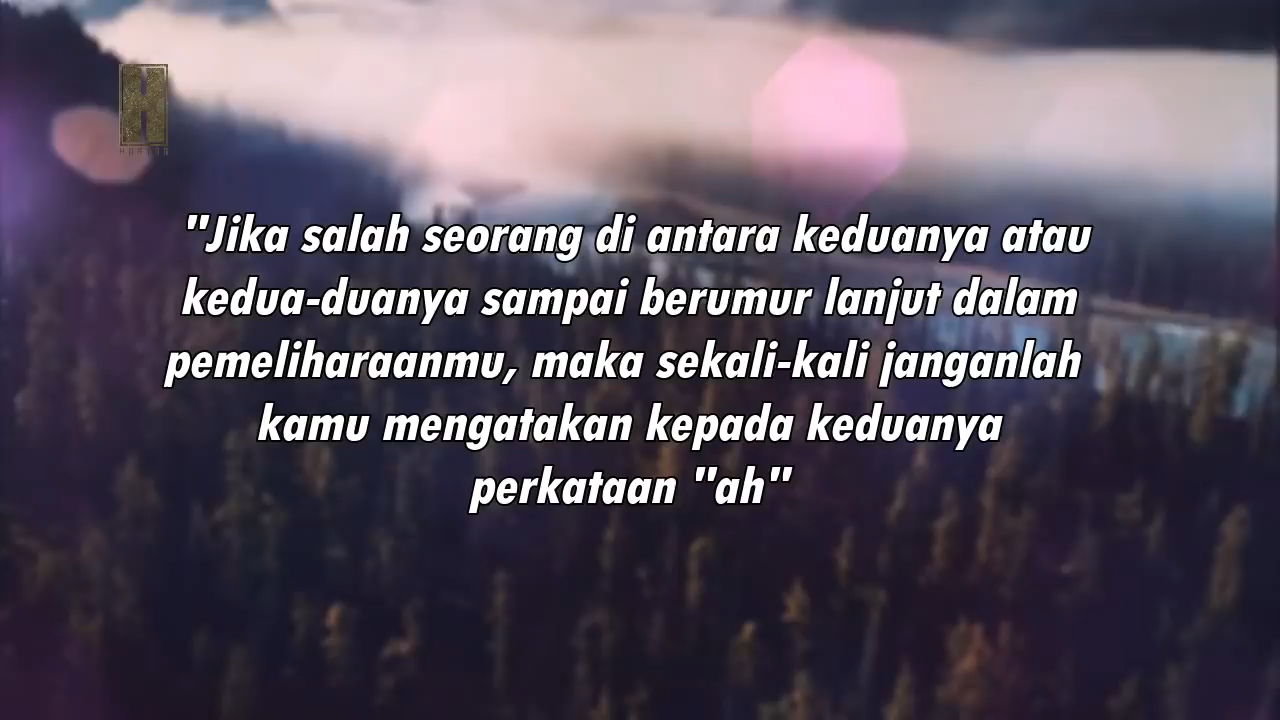 H
"Jika salah seorang di antara keduanya atau
kedua-duanya sampai berumur lanjut dalam
pemeliharaanmu, maka sekali-kali janganlah
kamu mengatakan kepada keduanya
perkataan "ah"